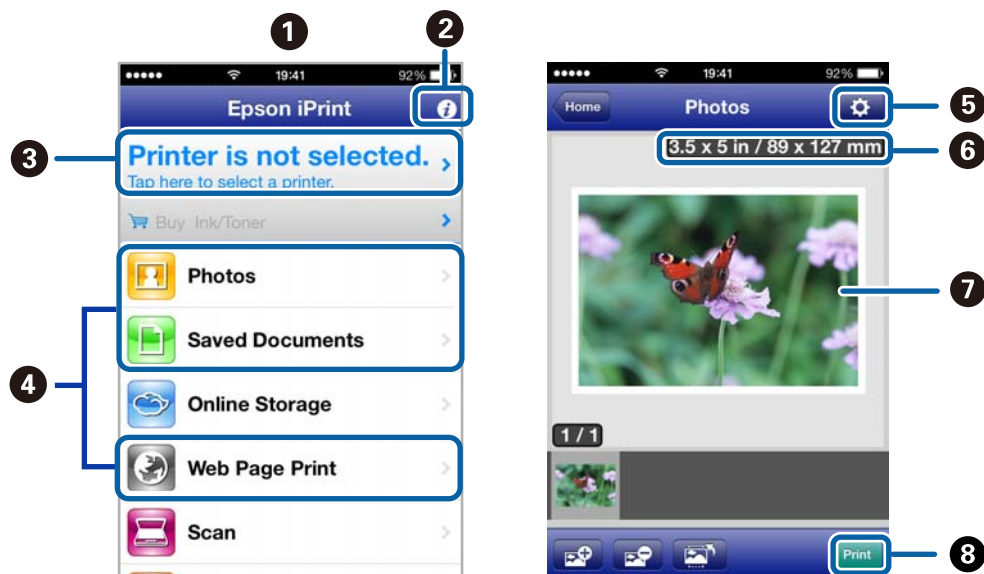 1
2
19:41
92%
Epson iPrint
i
3
Printer is not selected.
Tap here to select a printer.
Buy Ink/Toner
4
Photos
Saved Documents
Online Storage
Web Page Print
Scan
19:41
92%
Home
Photos
5
3.5 x 5 in / 89 x 127 mm
6
7
1 / 1
Print
8